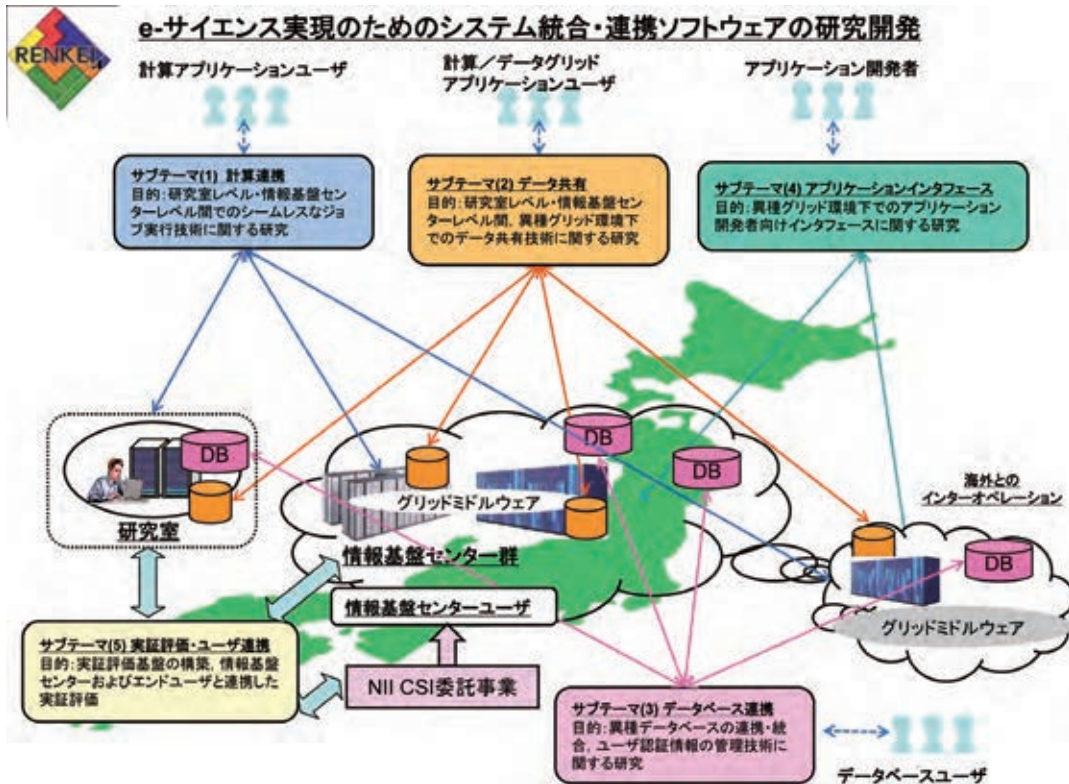 e-サイエンス実現のためのシステム統合・連携ソフトウェアの研究開発
RENKEI
計算アプリケーションユーザ
計算／データグリッド
アプリケーションユーザ
アプリケーション開発者
サブテーマ(1) 計算連携
目的：研究室レベル・情報基盤セン
ターレベル間でのシームレスなジョ
ブ実行技術に関する研究
サブテーマ(2) データ共有
目的：研究室レベル・情報基盤セン
ターレベル間，異種グリッド環境下
でのデータ共有技術に関する研究
サブテーマ(4) アプリケーションインタフェース
目的：異種グリッド環境下でのアプリケーション
開発者向けインタフェースに関する研究
DB
研究室
DB
DB
グリッドミドルウェア
情報基盤センター群
情報基盤センターユーザ
海外との
インターオペレーション
DB
グリッドミドルウェア
サブテーマ(5) 実証評価・ユーザ連携
目的：実証評価基盤の構築，情報基盤
センターおよびエンドユーザと連携した
実証評価
NII CSI委託事業
サブテーマ(3) データベース連携
目的：異種データベースの連携・統
合，ユーザ認証情報の管理技術に
関する研究
データベースユーザ